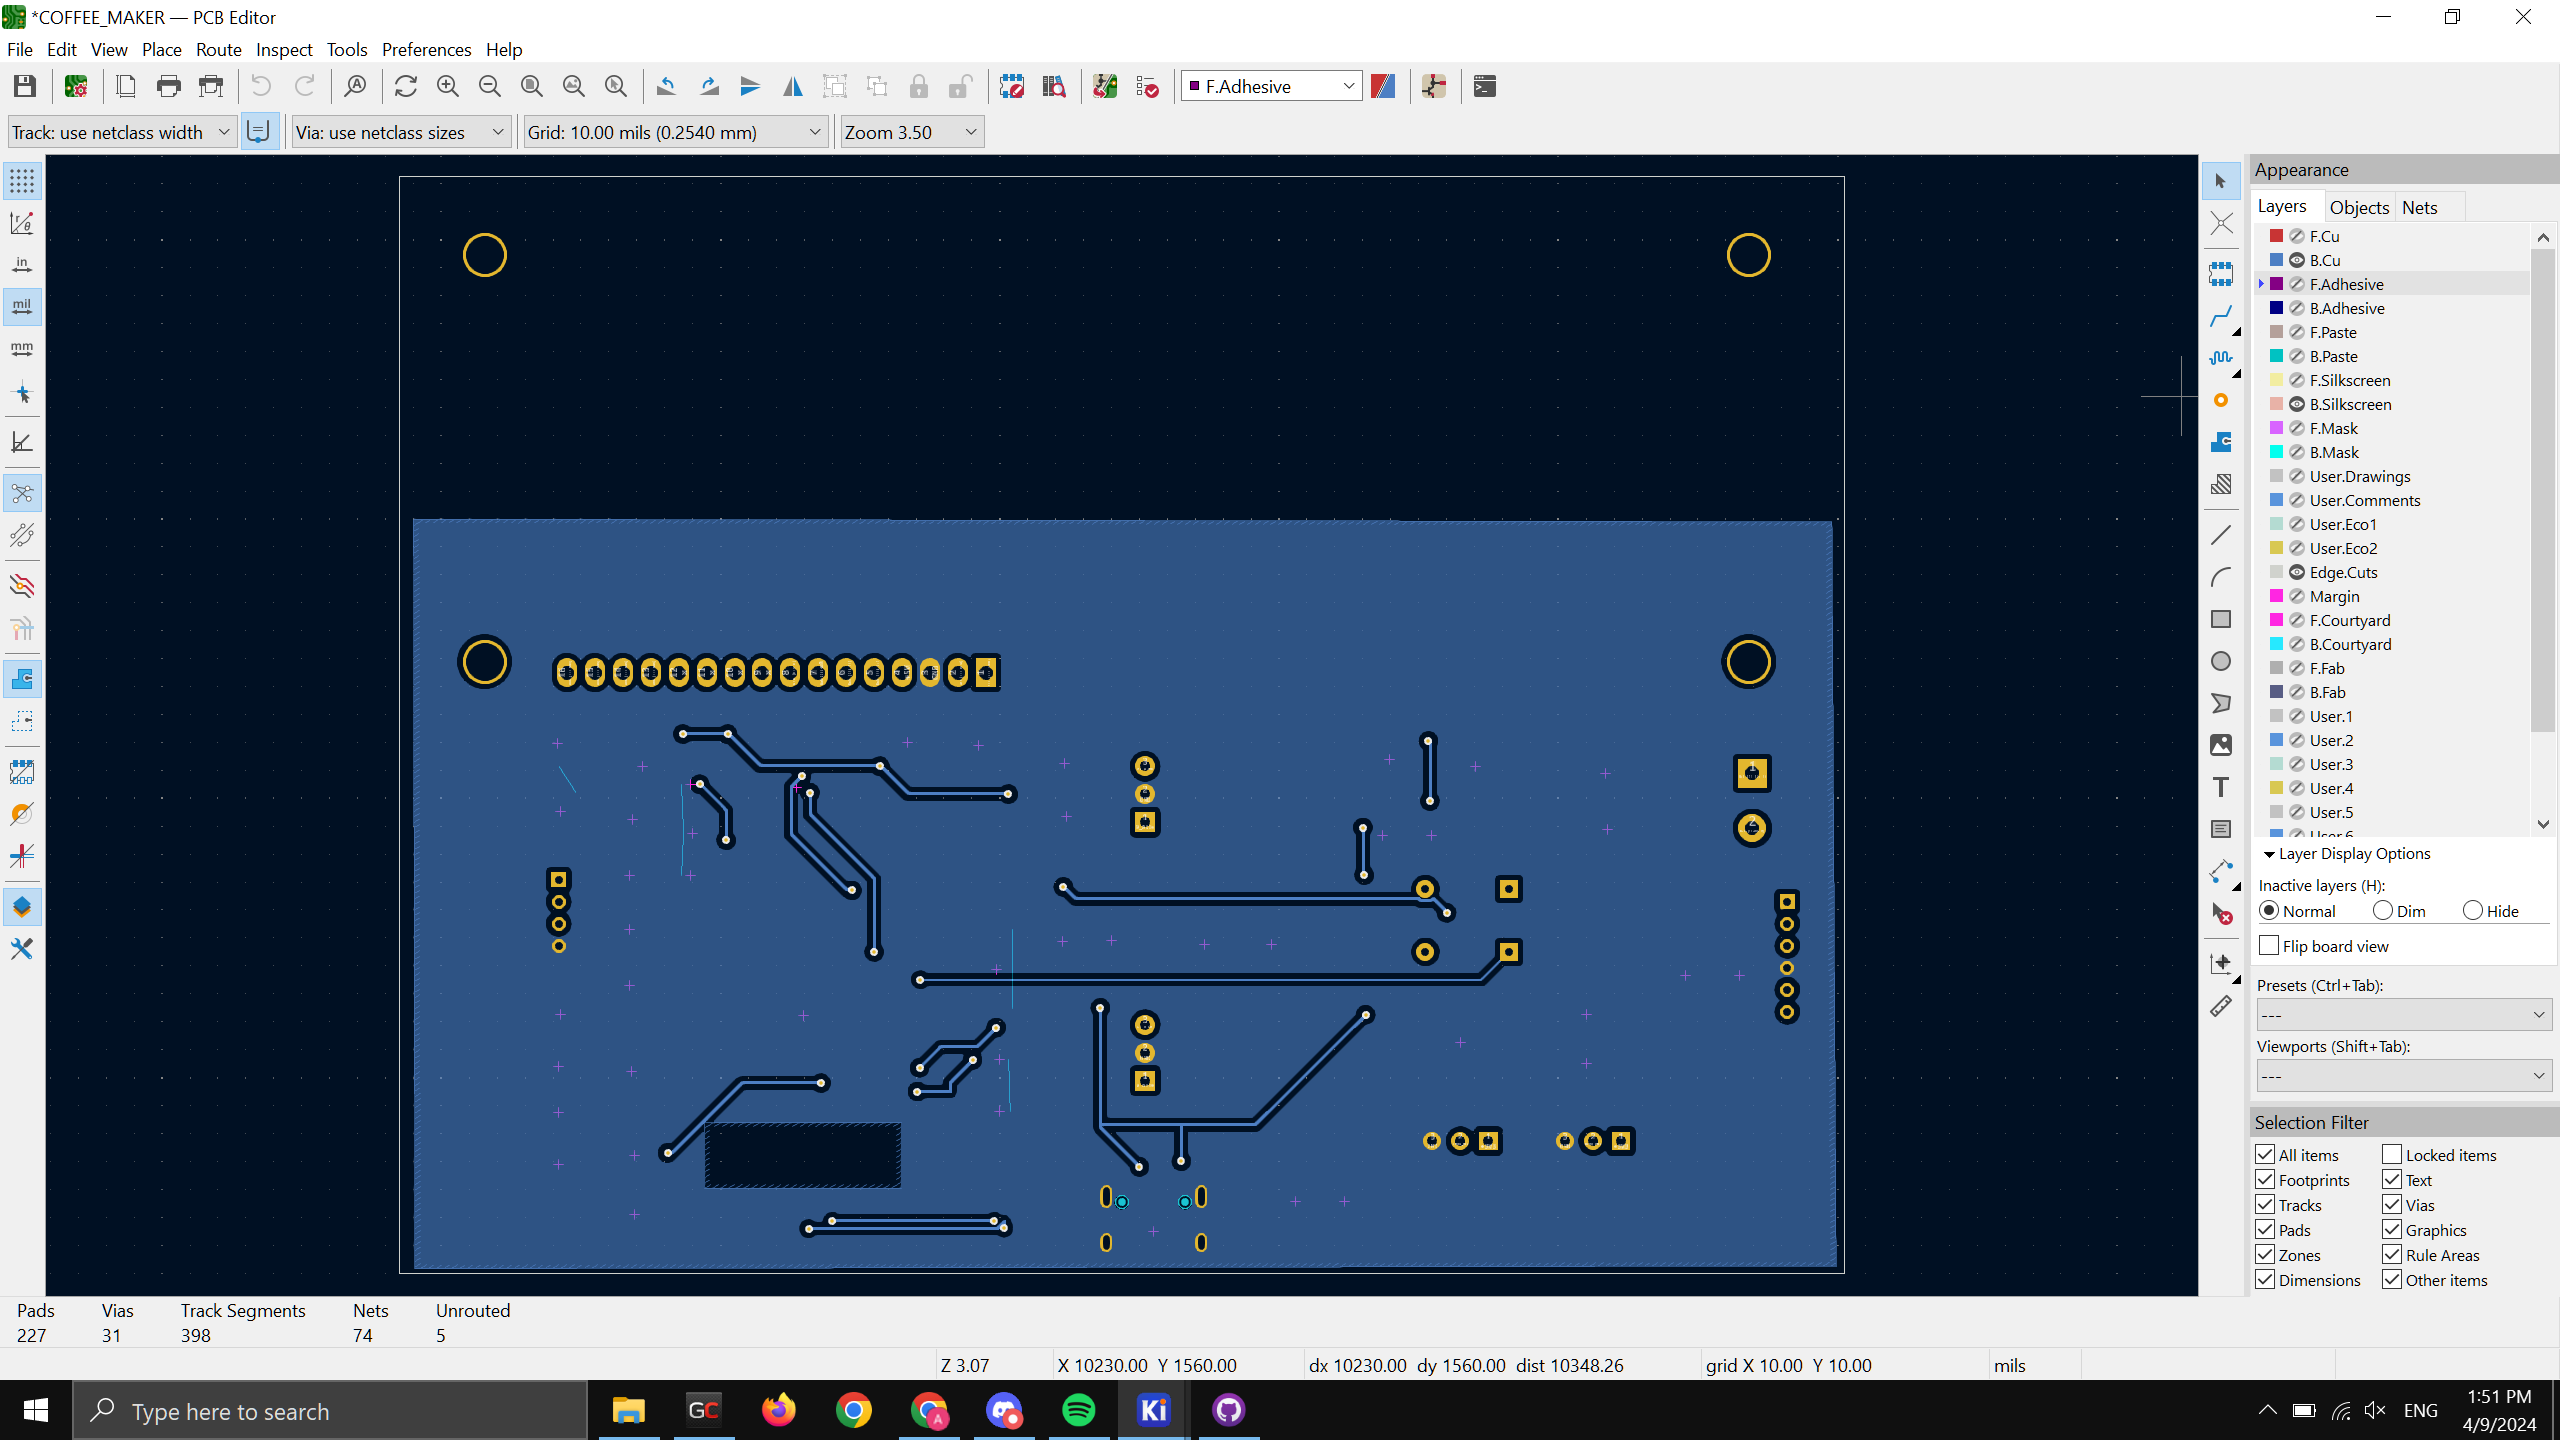 *COFFEE_MAKER — PCB Editor
File Edit View Place Route Inspect Tools Preferences Help
F.Adhesive
Track: use netclass width
Via: use netclass sizes
Grid: 10.00 mils (0.2540 mm)
Zoom 3.50
in
mil
mm
Appearance
Layers Objects Nets
F.Cu
B.Cu
F.Adhesive
B.Adhesive
F.Paste
B.Paste
F.Silkscreen
B.Silkscreen
F.Mask
B.Mask
User.Drawings
User.Comments
User.Eco1
User.Eco2
Edge.Cuts
Margin
F.Courtyard
B.Courtyard
F.Fab
B.Fab
User.1
User.2
User.3
User.4
User.5
User.6
Layer Display Options
Inactive layers (H):
Normal Dim Hide
Flip board view
Presets (Ctrl+Tab):
---
Viewports (Shift+Tab):
---
Selection Filter
All items Locked items
Footprints Text
Tracks Vias
Pads Graphics
Zones Rule Areas
Dimensions Other items
Pads Vias Track Segments Nets Unrouted
227 31 398 74 5
Z 3.07 X 10230.00 Y 1560.00 dx 10230.00 dy 1560.00 dist 10348.26 grid X 10.00 Y 10.00 mils
Type here to search
GC
A
Ki
ENG
1:51 PM
4/9/2024